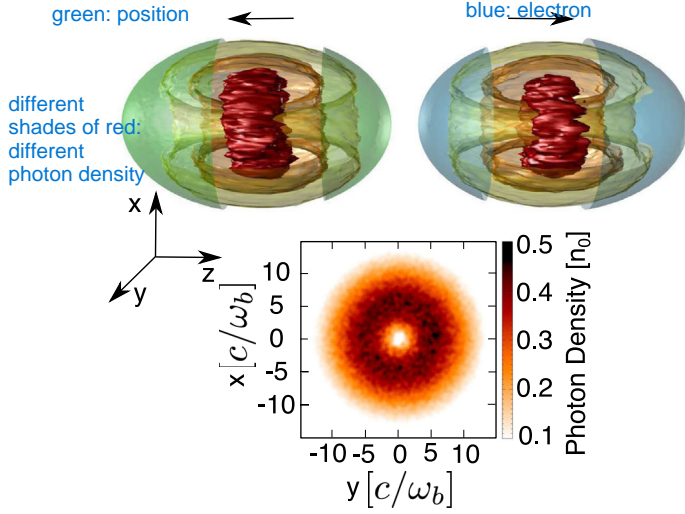 green: position
blue: electron
different
shades of red:
different
photon density
x
y
z
x [c/ω_b]
10
5
0
-5
-10
-10 -5 0 5 10
y [c/ω_b]
0.5
0.4
0.3
0.2
0.1
Photon Density [n_0]